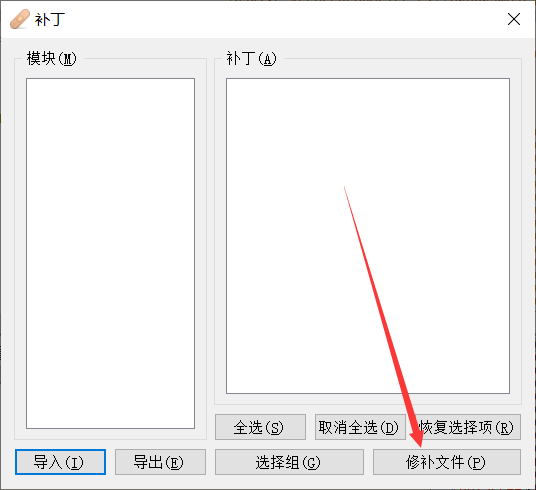 补丁
模块(M)
补丁(A)
全选(S)
取消全选(D)
恢复选择项(R)
导入(I)
导出(E)
选择组(G)
修补文件(P)